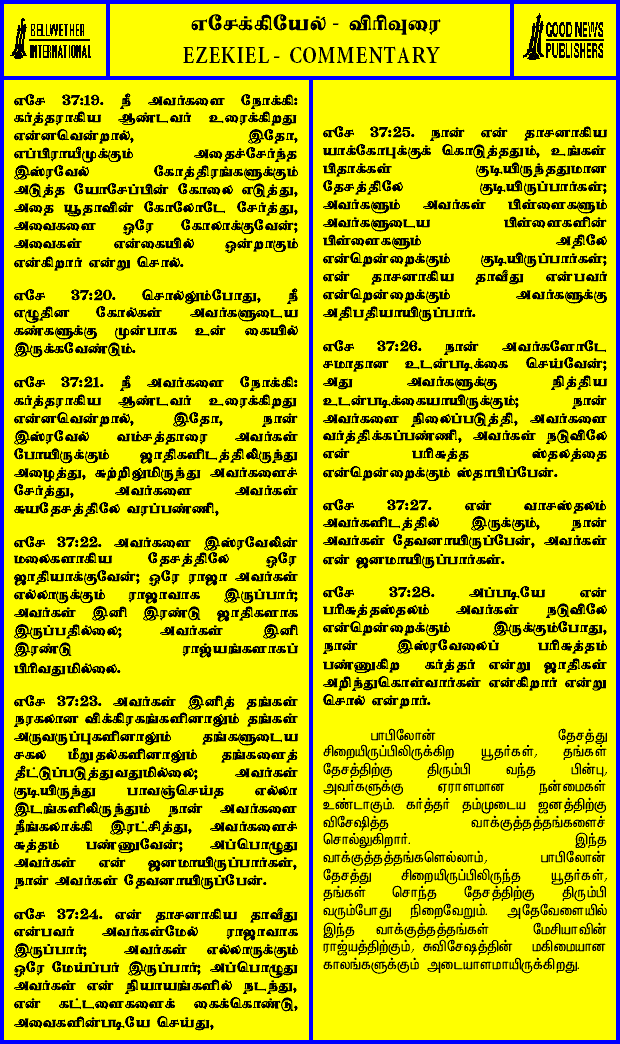 BELLWETHER
INTERNATIONAL
எசேக்கியேல் - விரிவுரை
EZEKIEL - COMMENTARY
GOOD NEWS
PUBLISHERS
எசே 37:19. நீ அவர்களை நோக்கி:
கர்த்தராகிய ஆண்டவர் உரைக்கிறது
என்னவென்றால், இதோ,
எப்பிராயீமுக்கும் அதைச்சேர்ந்த
இஸ்ரவேல் கோத்திரங்களுக்கும்
அடுத்த யோசேப்பின் கோலை எடுத்து,
அதை யூதாவின் கோலோடே சேர்த்து,
அவைகளை ஒரே கோலாக்குவேன்;
அவைகள் என்கையில் ஒன்றாகும்
என்கிறார் என்று சொல்.
எசே 37:20. சொல்லும்போது, நீ
எழுதின கோல்கள் அவர்களுடைய
கண்களுக்கு முன்பாக உன் கையில்
இருக்கவேண்டும்.
எசே 37:21. நீ அவர்களை நோக்கி:
கர்த்தராகிய ஆண்டவர் உரைக்கிறது
என்னவென்றால், இதோ, நான்
இஸ்ரவேல் வம்சத்தாரை அவர்கள்
போயிருக்கும் ஜாதிகளிடத்திலிருந்து
அழைத்து, சுற்றிலுமிருந்து அவர்களைச்
சேர்த்து, அவர்களை அவர்கள்
சுயதேசத்திலே வரப்பண்ணி,
எசே 37:22. அவர்களை இஸ்ரவேலின்
மலைகளாகிய தேசத்திலே ஒரே
ஜாதியாக்குவேன்; ஒரே ராஜா அவர்கள்
எல்லாருக்கும் ராஜாவாக இருப்பார்;
அவர்கள் இனி இரண்டு ஜாதிகளாக
இருப்பதில்லை; அவர்கள் இனி
இரண்டு ராஜ்யங்களாகப்
பிரிவதுமில்லை.
எசே 37:23. அவர்கள் இனித் தங்கள்
நரகலான விக்கிரகங்களினாலும் தங்கள்
அருவருப்புகளினாலும் தங்களுடைய
சகல மீறுதல்களினாலும் தங்களைத்
தீட்டுப்படுத்துவதுமில்லை; அவர்கள்
குடியிருந்து பாவஞ்செய்த எல்லா
இடங்களிலிருந்தும் நான் அவர்களை
நீங்கலாக்கி இரட்சித்து, அவர்களைச்
சுத்தம் பண்ணுவேன்; அப்பொழுது
அவர்கள் என் ஜனமாயிருப்பார்கள்,
நான் அவர்கள் தேவனாயிருப்பேன்.
எசே 37:24. என் தாசனாகிய தாவீது
என்பவர் அவர்கள்மேல் ராஜாவாக
இருப்பார்; அவர்கள் எல்லாருக்கும்
ஒரே மேய்ப்பர் இருப்பார்; அப்பொழுது
அவர்கள் என் நியாயங்களில் நடந்து,
என் கட்டளைகளைக் கைக்கொண்டு,
அவைகளின்படியே செய்து,
எசே 37:25. நான் என் தாசனாகிய
யாக்கோபுக்குக் கொடுத்ததும், உங்கள்
பிதாக்கள் குடியிருந்ததுமான
தேசத்திலே குடியிருப்பார்கள்;
அவர்களும் அவர்கள் பிள்ளைகளும்
அவர்களுடைய பிள்ளைகளின்
பிள்ளைகளும் அதிலே
என்றென்றைக்கும் குடியிருப்பார்கள்;
என் தாசனாகிய தாவீது என்பவர்
என்றென்றைக்கும் அவர்களுக்கு
அதிபதியாயிருப்பார்.
எசே 37:26. நான் அவர்களோடே
சமாதான உடன்படிக்கை செய்வேன்;
அது அவர்களுக்கு நித்திய
உடன்படிக்கையாயிருக்கும்; நான்
அவர்களை நிலைப்படுத்தி, அவர்களை
வர்த்திக்கப்பண்ணி, அவர்கள் நடுவிலே
என் பரிசுத்த ஸ்தலத்தை
என்றென்றைக்கும் ஸ்தாபிப்பேன்.
எசே 37:27. என் வாசஸ்தலம்
அவர்களிடத்தில் இருக்கும், நான்
அவர்கள் தேவனாயிருப்பேன், அவர்கள்
என் ஜனமாயிருப்பார்கள்.
எசே 37:28. அப்படியே என்
பரிசுத்தஸ்தலம் அவர்கள் நடுவிலே
என்றென்றைக்கும் இருக்கும்போது,
நான் இஸ்ரவேலைப் பரிசுத்தம்
பண்ணுகிற கர்த்தர் என்று ஜாதிகள்
அறிந்துகொள்வார்கள் என்கிறார் என்று
சொல் என்றார்.
பாபிலோன் தேசத்து
சிறையிருப்பிலிருக்கிற யூதர்கள், தங்கள்
தேசத்திற்கு திரும்பி வந்த பின்பு,
அவர்களுக்கு ஏராளமான நன்மைகள்
உண்டாகும். கர்த்தர் தம்முடைய ஜனத்திற்கு
விசேஷித்த வாக்குத்தத்தங்களைச்
சொல்லுகிறார். இந்த
வாக்குத்தத்தங்களெல்லாம், பாபிலோன்
தேசத்து சிறையிருப்பிலிருந்த யூதர்கள்,
தங்கள் சொந்த தேசத்திற்கு திரும்பி
வரும்போது நிறைவேறும். அதேவேளையில்
இந்த வாக்குத்தத்தங்கள் மேசியாவின்
ராஜ்யத்திற்கும், சுவிசேஷத்தின் மகிமையான
காலங்களுக்கும் அடையாளமாயிருக்கிறது.